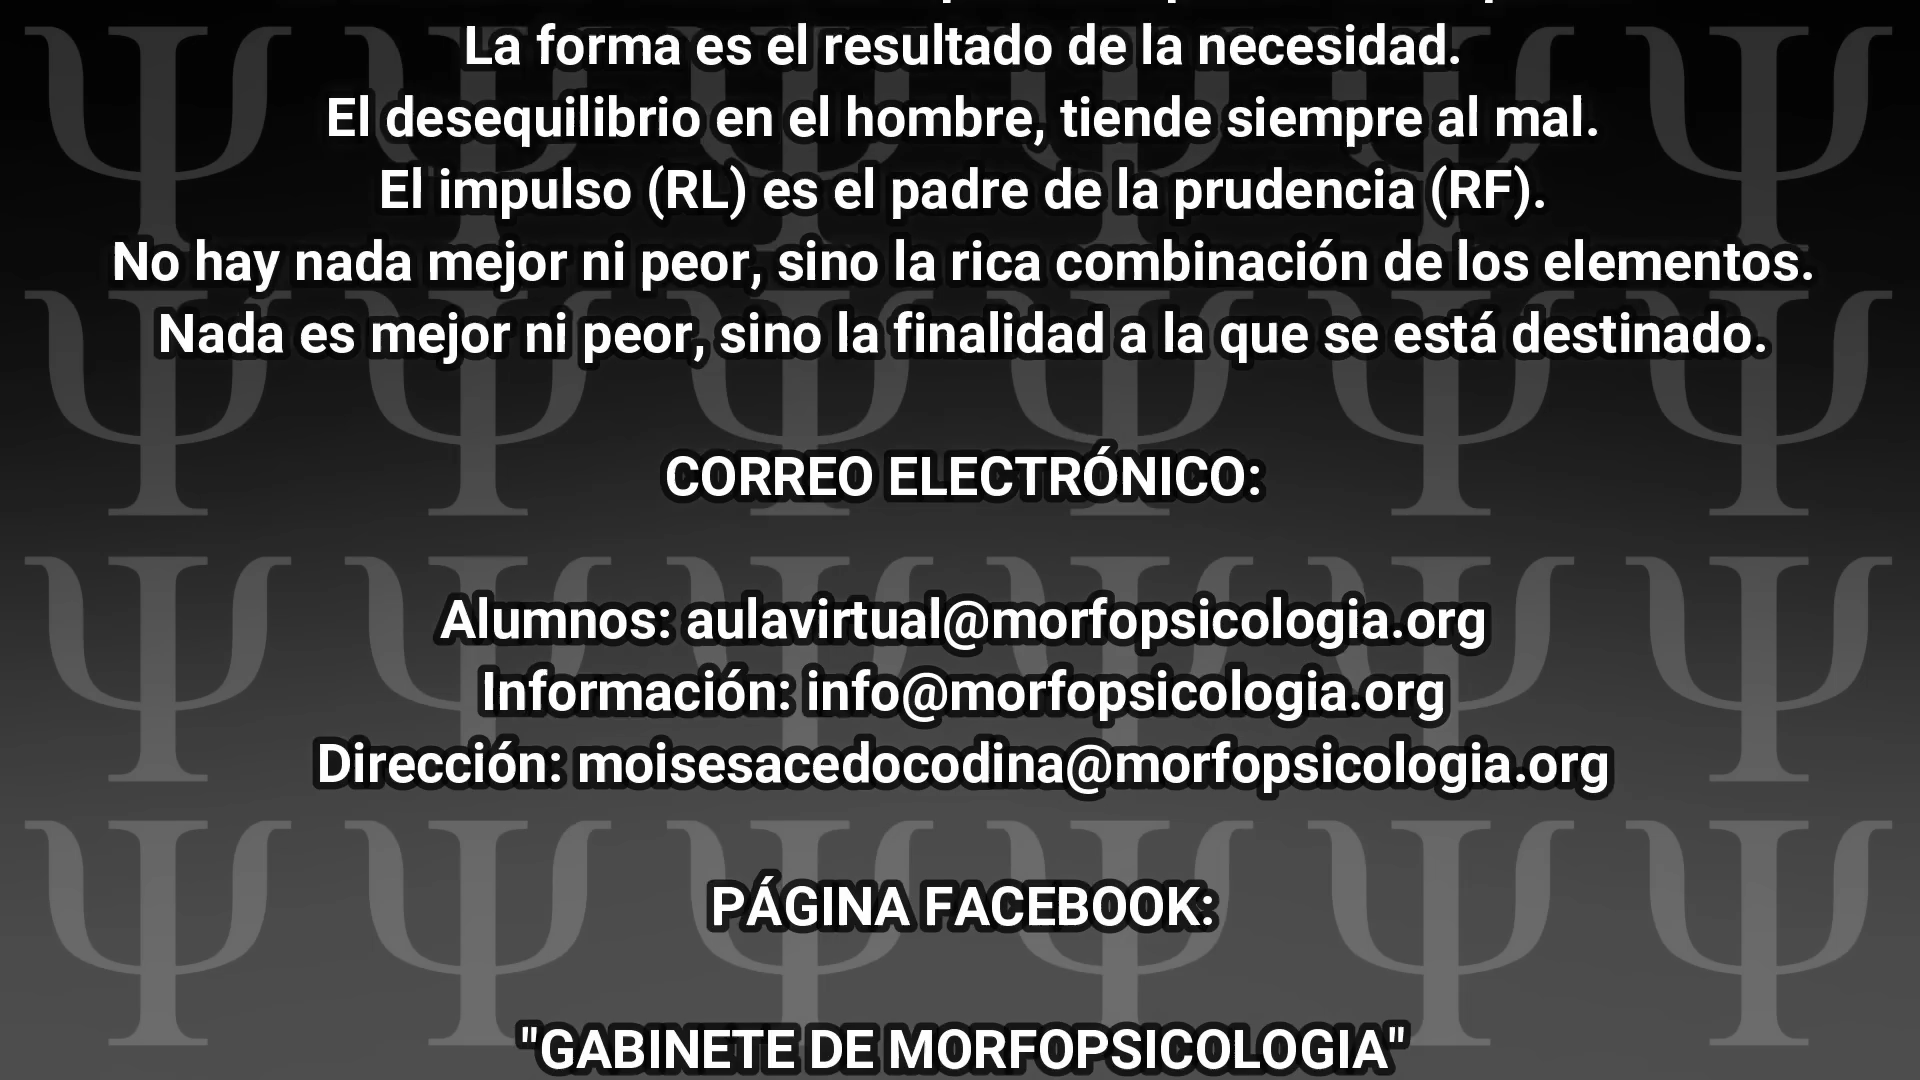 La forma es el resultado de la necesidad.
El desequilibrio en el hombre, tiende siempre al mal.
El impulso (RL) es el padre de la prudencia (RF).
No hay nada mejor ni peor, sino la rica combinación de los elementos.
Nada es mejor ni peor, sino la finalidad a la que se está destinado.
CORREO ELECTRÓNICO:
Alumnos: aulavirtual@morfopsicologia.org
Información: info@morfopsicologia.org
Dirección: moisesacedocodina@morfopsicologia.org
PÁGINA FACEBOOK:
"GABINETE DE MORFOPSICOLOGIA"